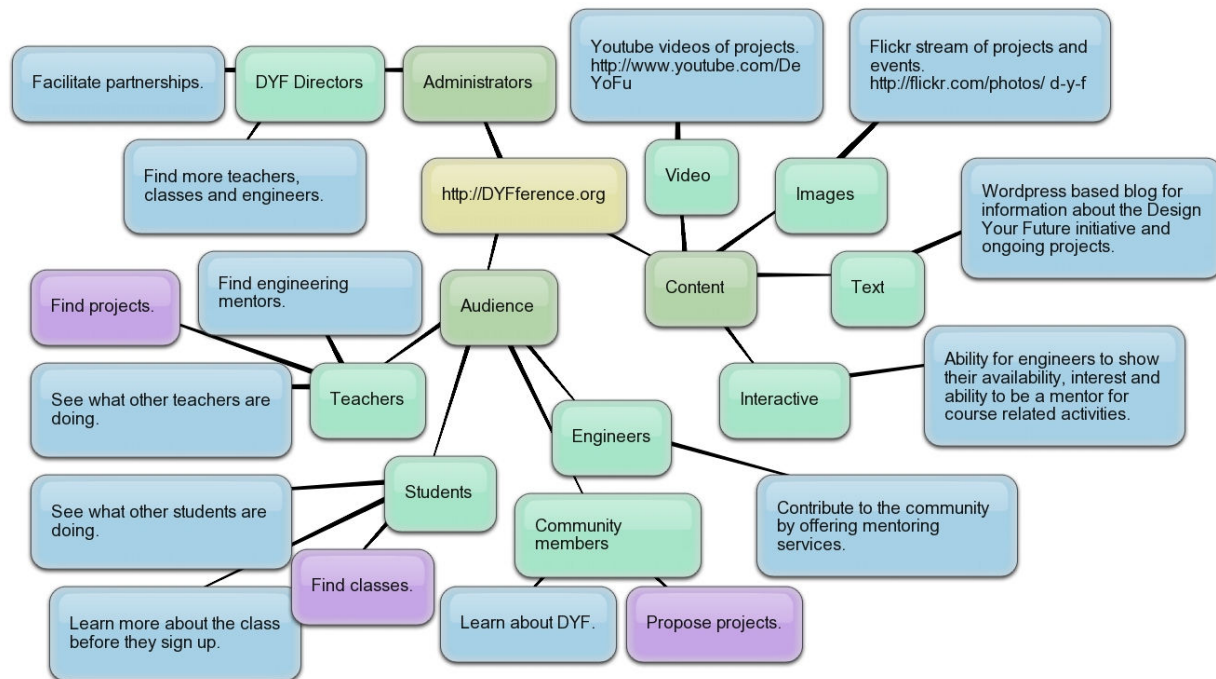 Youtube videos of projects.
http://www.youtube.com/De
YoFu
Flickr stream of projects and
events.
http://flickr.com/photos/ d-y-f
Facilitate partnerships.
DYF Directors
Administrators
Find more teachers,
classes and engineers.
http://DYFference.org
Video
Images
Wordpress based blog for
information about the Design
Your Future initiative and
ongoing projects.
Find projects.
Find engineering
mentors.
Audience
Content
Text
See what other teachers are
doing.
Teachers
Interactive
Ability for engineers to show
their availability, interest and
ability to be a mentor for
course related activities.
Engineers
See what other students are
doing.
Students
Community
members
Contribute to the community
by offering mentoring
services.
Find classes.
Learn more about the class
before they sign up.
Learn about DYF.
Propose projects.